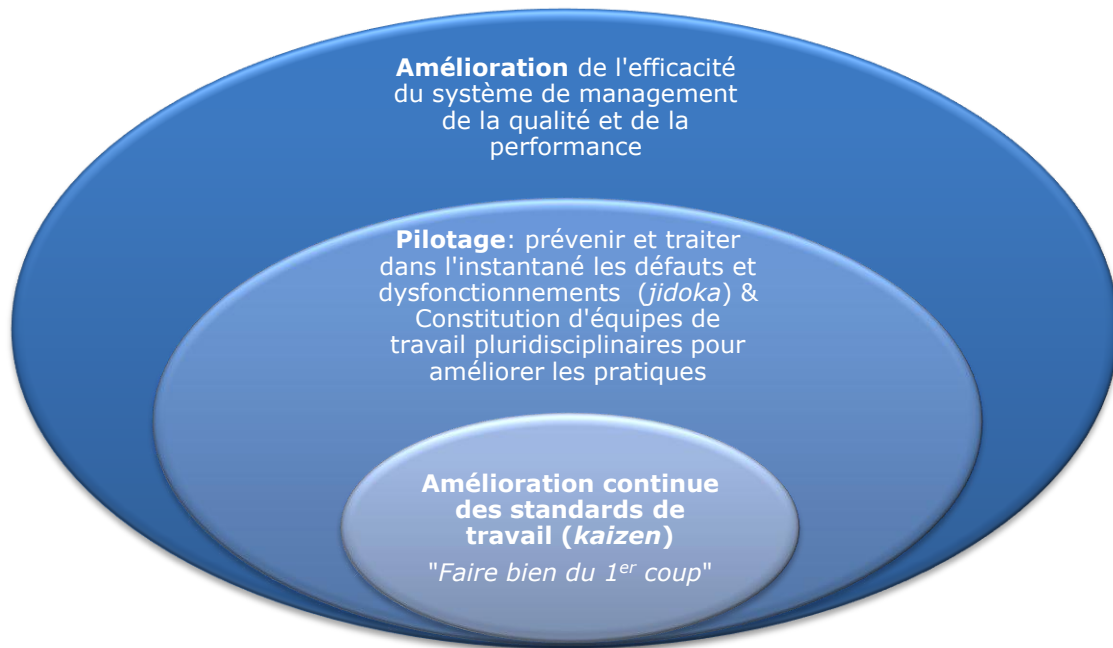 Amélioration de l'efficacité
du système de management
de la qualité et de la
performance
Pilotage: prévenir et traiter
dans l'instantané les défauts et
dysfonctionnements (jidoka) &
Constitution d'équipes de
travail pluridisciplinaires pour
améliorer les pratiques
Amélioration continue
des standards de
travail (kaizen)
"Faire bien du 1er coup"